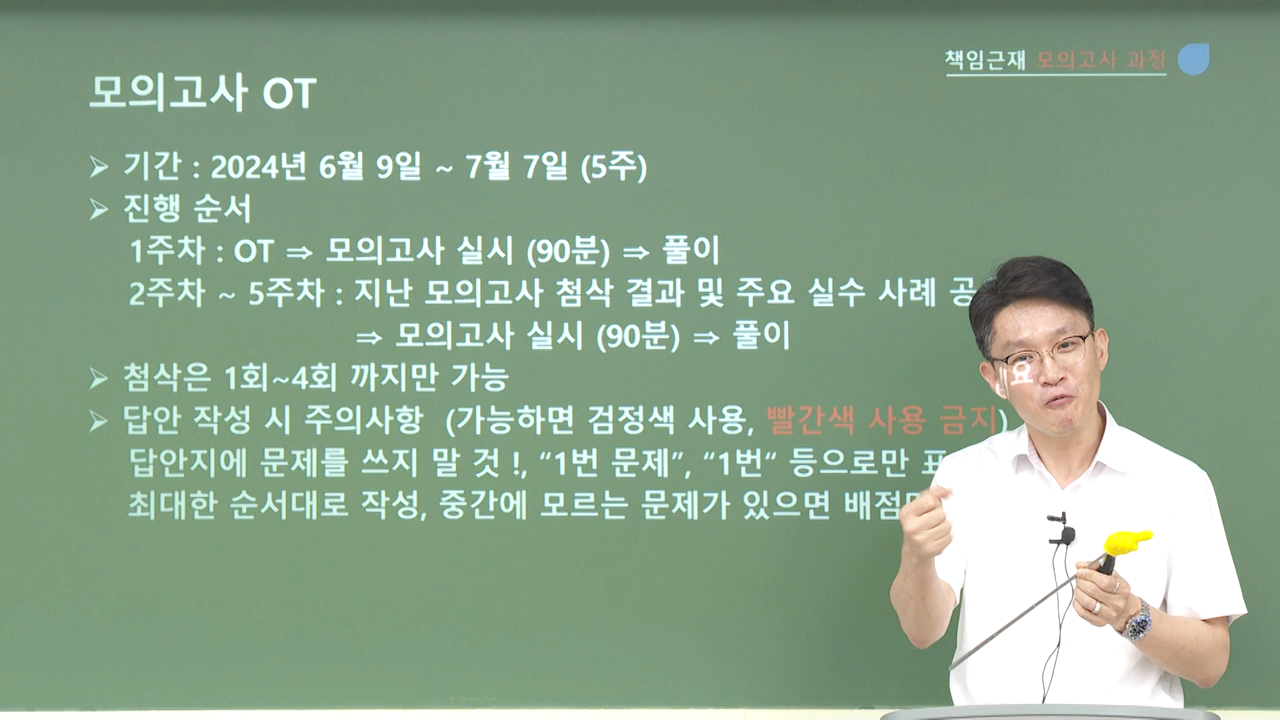 책임근재 모의고사 과정
모의고사 OT
➢ 기간 : 2024년 6월 9일 ~ 7월 7일 (5주)
➢ 진행 순서
1주차 : OT ⇒ 모의고사 실시 (90분) ⇒ 풀이
2주차 ~ 5주차 : 지난 모의고사 첨삭 결과 및 주요 실수 사례
⇒ 모의고사 실시 (90분) ⇒ 풀이
➢ 첨삭은 1회~4회 까지만 가능
➢ 답안 작성 시 주의사항 (가능하면 검정색 사용, 빨간색 사용 금지)
답안지에 문제를 쓰지 말 것 !, “1번 문제”, “1번“ 등으로만
최대한 순서대로 작성, 중간에 모르는 문제가 있으면